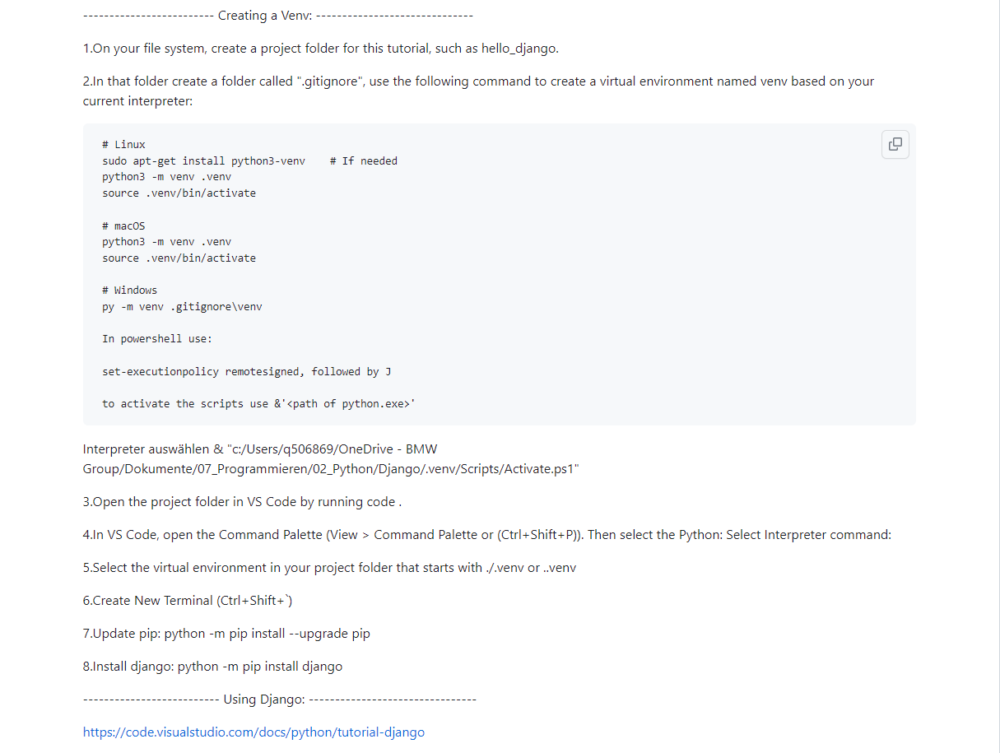 ------------------------- Creating a Venv: ------------------------------
1.On your file system, create a project folder for this tutorial, such as hello_django.
2.In that folder create a folder called ".gitignore", use the following command to create a virtual environment named venv based on your
current interpreter:
# Linux
sudo apt-get install python3-venv    # If needed
python3 -m venv .venv
source .venv/bin/activate
# macOS
python3 -m venv .venv
source .venv/bin/activate
# Windows
py -m venv .gitignore\venv
In powershell use:
set-executionpolicy remotesigned, followed by J
to activate the scripts use &'<path of python.exe>'
Interpreter auswählen & "c:/Users/q506869/OneDrive - BMW
Group/Dokumente/07_Programmieren/02_Python/Django/.venv/Scripts/Activate.ps1"
3.Open the project folder in VS Code by running code .
4.In VS Code, open the Command Palette (View > Command Palette or (Ctrl+Shift+P)). Then select the Python: Select Interpreter command:
5.Select the virtual environment in your project folder that starts with ./.venv or ..venv
6.Create New Terminal (Ctrl+Shift+`)
7.Update pip: python -m pip install --upgrade pip
8.Install django: python -m pip install django
-------------------------- Using Django: --------------------------------
https://code.visualstudio.com/docs/python/tutorial-django